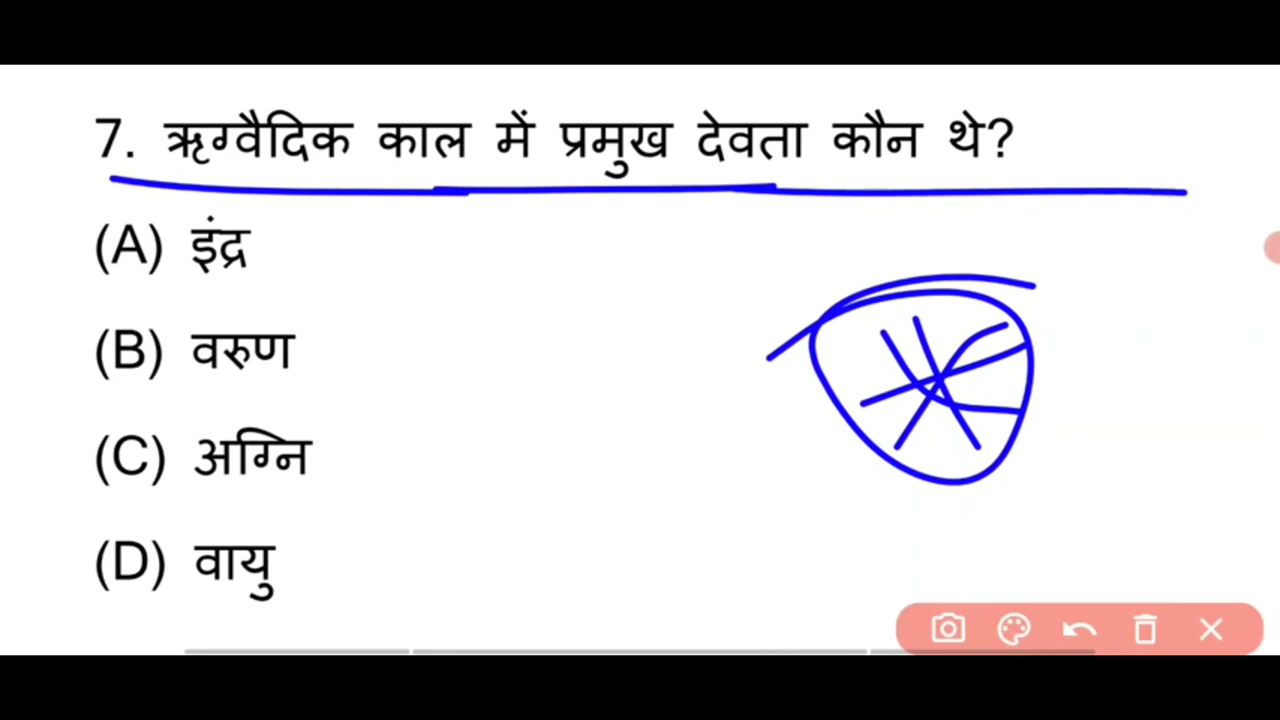 7. ऋग्वैदिक काल में प्रमुख देवता कौन थे?
(A) इंद्र
(B) वरुण
(C) अग्नि
(D) वायु